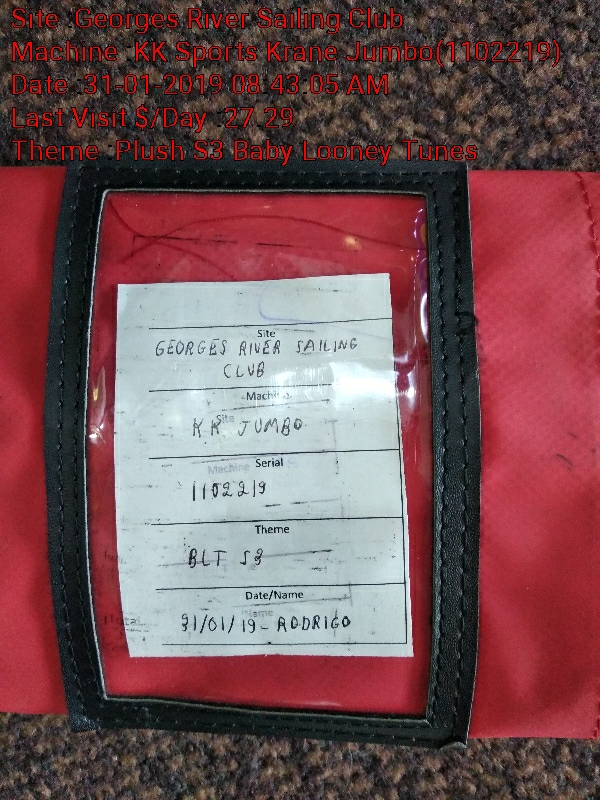 Site :Georges River Sailing Club
Machine :KK Sports Krane Jumbo(1102219)
Date :31-01-2019 08:43:05 AM
Last Visit $/Day :27.29
Theme :Plush S3 Baby Looney Tunes
Site
GEORGES RIVER SAILING
CLUB
Machine
Site
KK JUMBO
Machine
Serial
1102219
Theme
BLT S3
Date/Name
Name
31/01/19 - RODRIGO